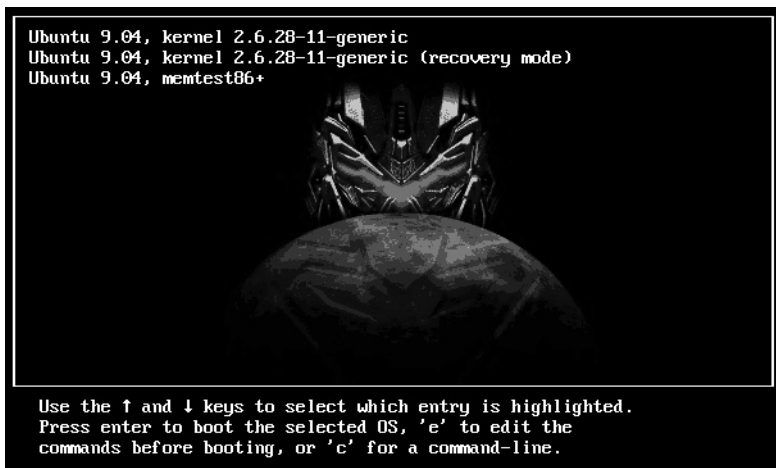 Ubuntu 9.04, kernel 2.6.28-11-generic
Ubuntu 9.04, kernel 2.6.28-11-generic (recovery mode)
Ubuntu 9.04, memtest86+
Use the ↑ and ↓ keys to select which entry is highlighted.
Press enter to boot the selected OS, 'e' to edit the
commands before booting, or 'c' for a command-line.